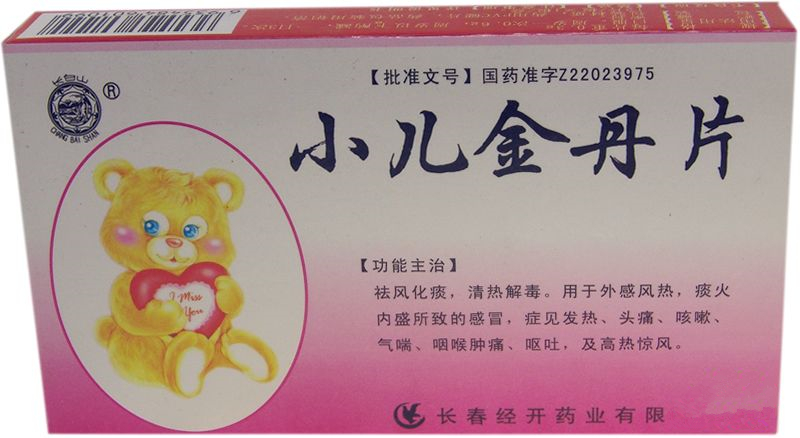 长白山
CHANG BAI SHAN
®
【批准文号】国药准字Z22023975
小儿金丹片
I Miss
You
【功能主治】
祛风化痰，清热解毒。用于外感风热，痰火
内盛所致的感冒，症见发热、头痛、咳嗽、
气喘、咽喉肿痛、呕吐，及高热惊风。
长春经开药业有限